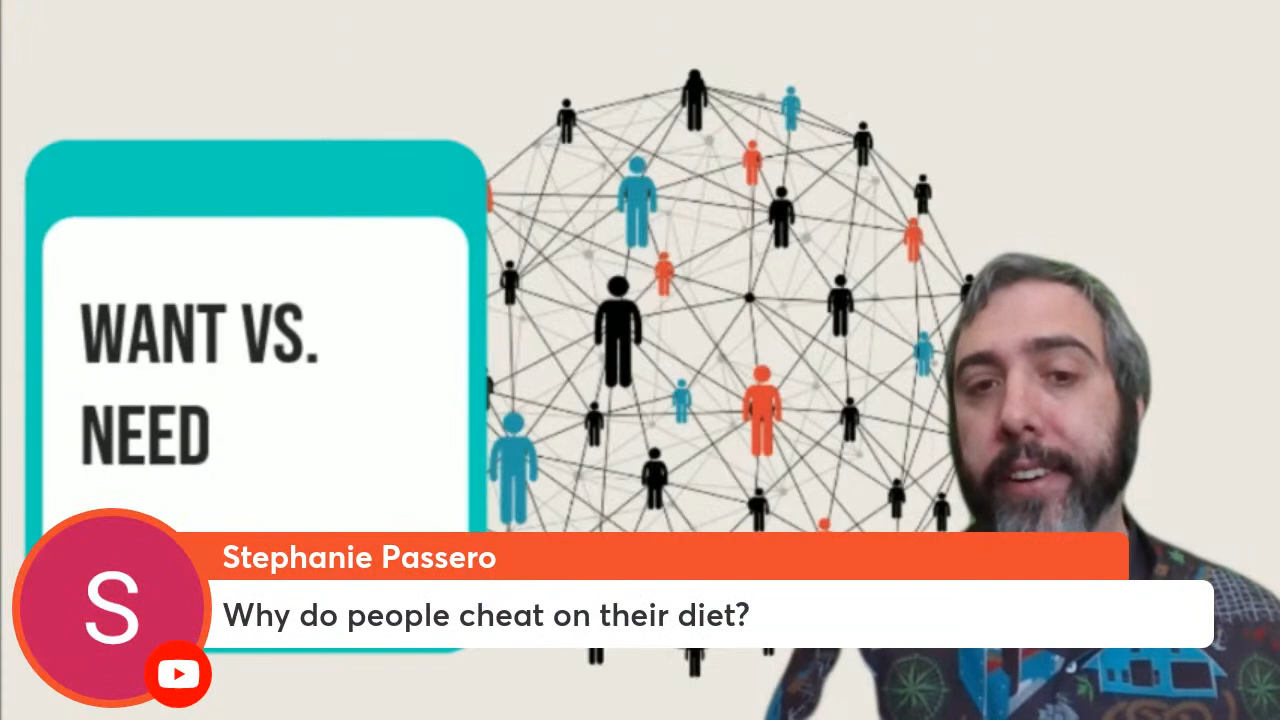 WANT VS.
NEED
S
Stephanie Passero
Why do people cheat on their diet?